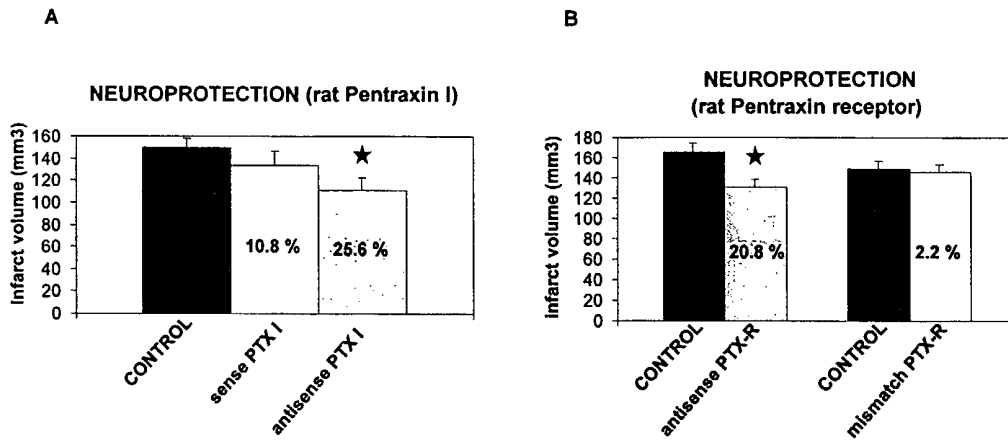 A
NEUROPROTECTION (rat Pentraxin I)
Infarct volume (mm3)
160
140
120
100
80
60
40
20
0
10.8 %
25.6 %
CONTROL
sense PTX I
antisense PTX I
B
NEUROPROTECTION
(rat Pentraxin receptor)
Infarct volume (mm3)
180
160
140
120
100
80
60
40
20
0
20.8 %
2.2 %
CONTROL
antisense PTX-R
CONTROL
mismatch PTX-R